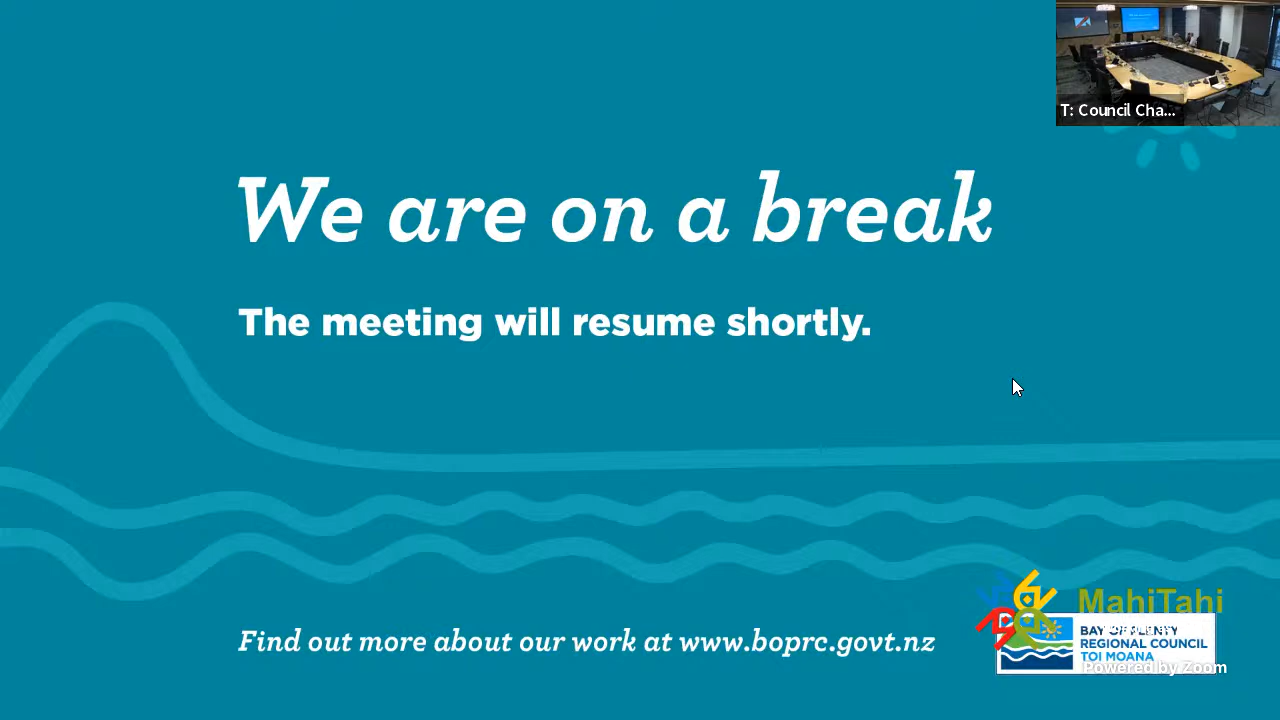 T: Council Cha...
We are on a break
The meeting will resume shortly.
Find out more about our work at www.boprc.govt.nz
MahiTahi
BAY OF PLENTY
REGIONAL COUNCIL
TOI MOANA
Powered by Zoom